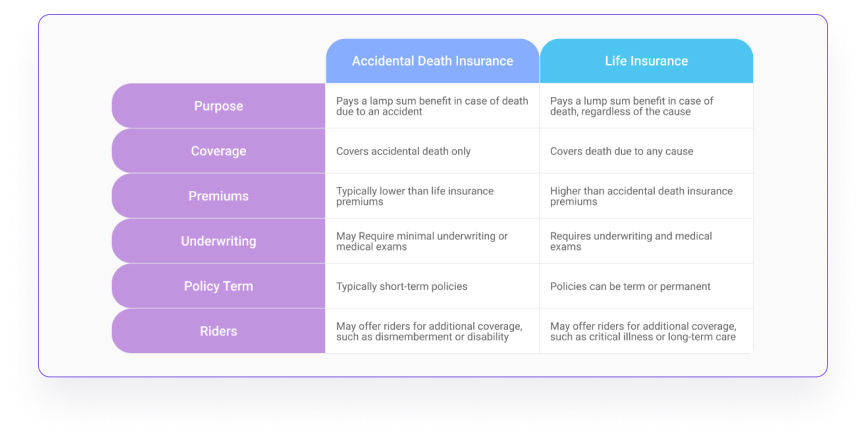 Accidental Death Insurance
Life Insurance
Purpose
Pays a lamp sum benefit in case of death
due to an accident
Pays a lump sum benefit in case of
death, regardless of the cause
Coverage
Covers accidental death only
Covers death due to any cause
Premiums
Typically lower than life insurance
premiums
Higher than accidental death insurance
premiums
Underwriting
May Require minimal underwriting or
medical exams
Requires underwriting and medical
exams
Policy Term
Typically short-term policies
Policies can be term or permanent
Riders
May offer riders for additional coverage,
such as dismemberment or disability
May offer riders for additional coverage,
such as critical illness or long-term care